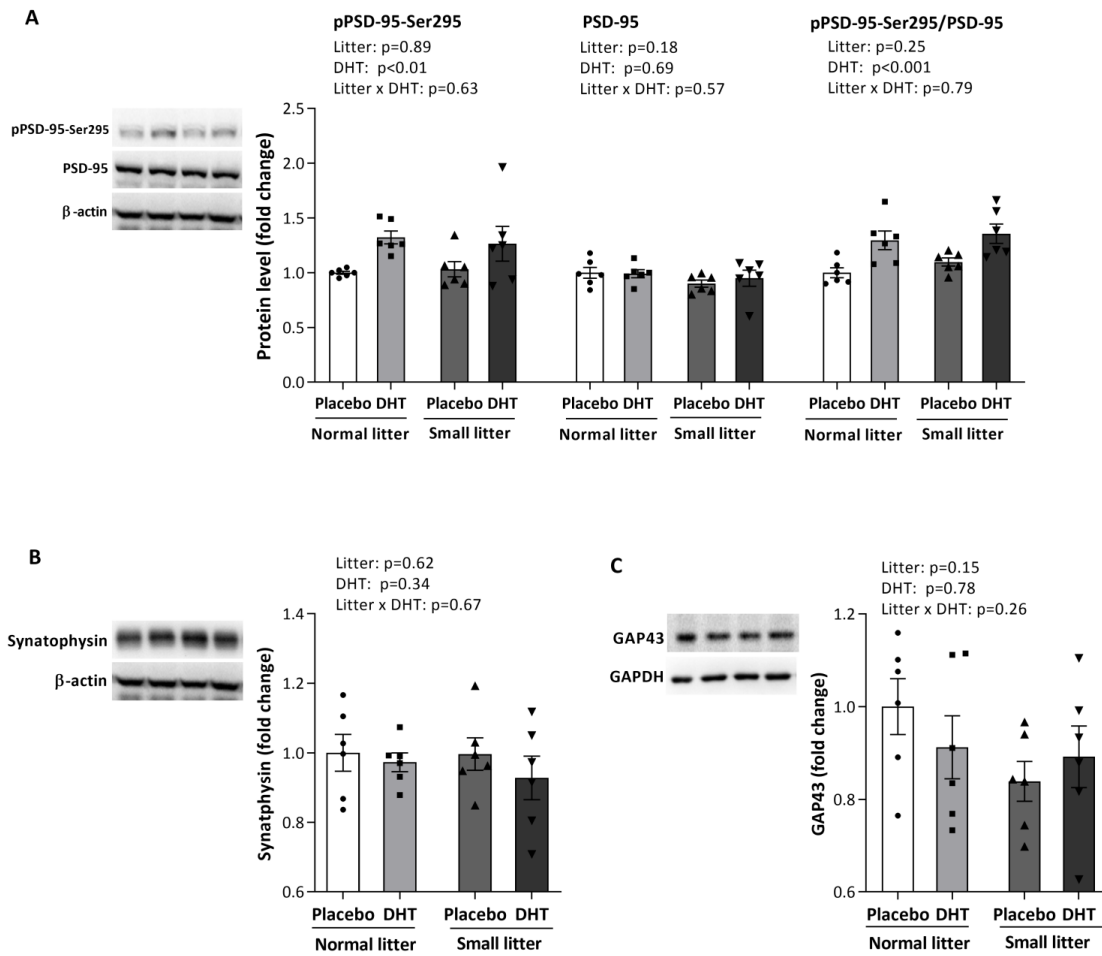 A
pPSD-95-Ser295
Litter: p=0.89
DHT: p<0.01
Litter x DHT: p=0.63
PSD-95
Litter: p=0.18
DHT: p=0.69
Litter x DHT: p=0.57
pPSD-95-Ser295/PSD-95
Litter: p=0.25
DHT: p<0.001
Litter x DHT: p=0.79
pPSD-95-Ser295
PSD-95
β-actin
Protein level (fold change)
2.5
2.0
1.5
1.0
0.5
0.0
Placebo DHT Placebo DHT Placebo DHT Placebo DHT Placebo DHT Placebo DHT
Normal litter Small litter Normal litter Small litter Normal litter Small litter
B
Litter: p=0.62
DHT: p=0.34
Litter x DHT: p=0.67
Synatophysin
β-actin
Synatphysin (fold change)
1.4
1.2
1.0
0.8
0.6
Placebo DHT Placebo DHT
Normal litter Small litter
C
Litter: p=0.15
DHT: p=0.78
Litter x DHT: p=0.26
GAP43
GAPDH
GAP43 (fold change)
1.2
1.0
0.8
0.6
Placebo DHT Placebo DHT
Normal litter Small litter